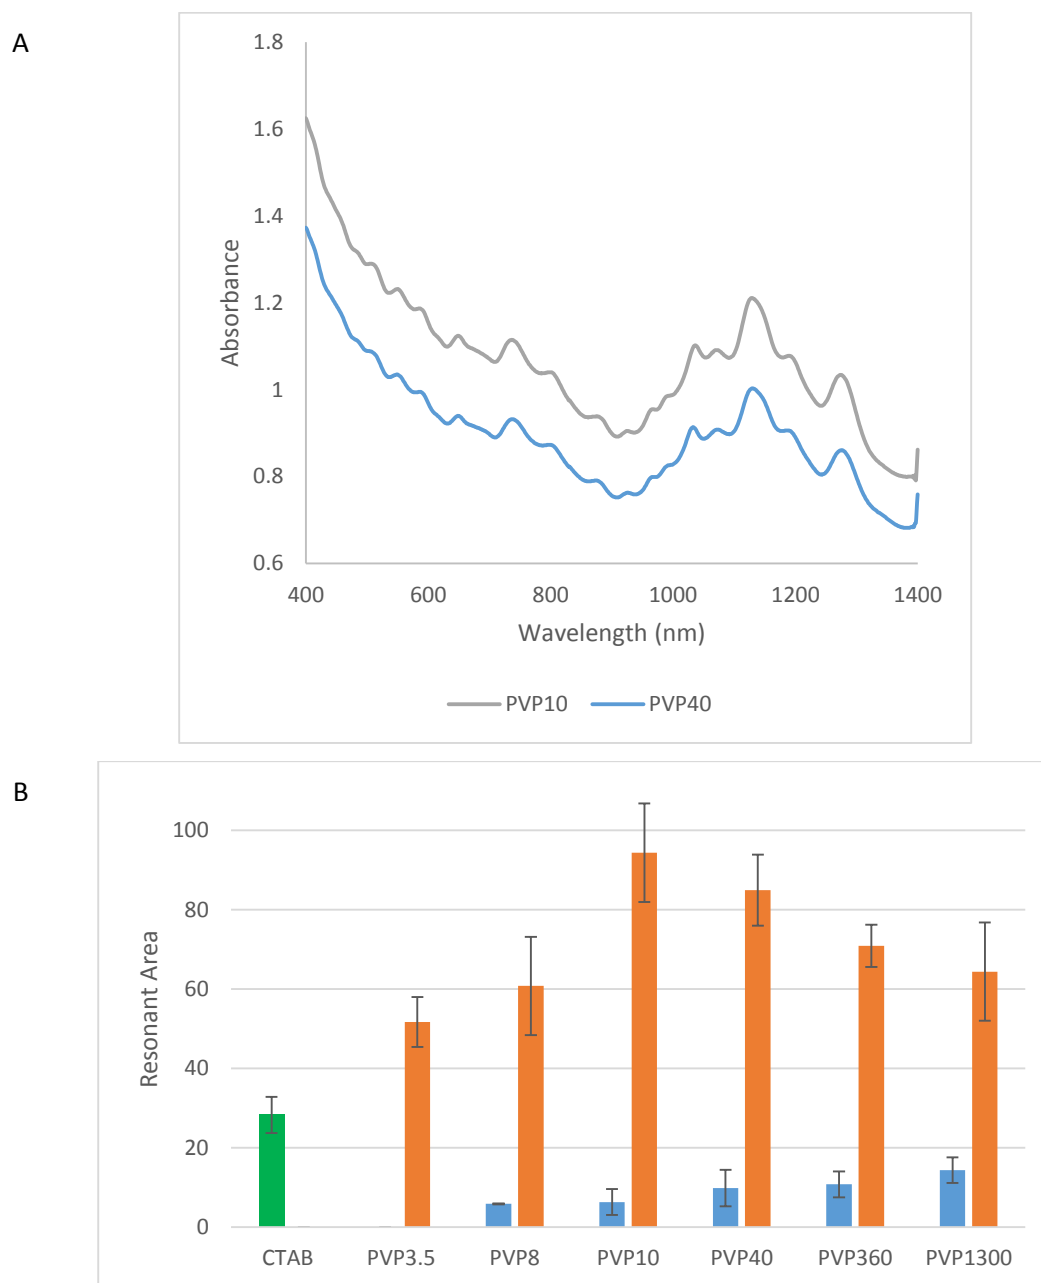 A
1.8
1.6
1.4
1.2
1
0.8
0.6
Absorbance
400 600 800 1000 1200 1400
Wavelength (nm)
PVP10 PVP40
B
100
80
60
40
20
0
Resonant Area
CTAB PVP3.5 PVP8 PVP10 PVP40 PVP360 PVP1300